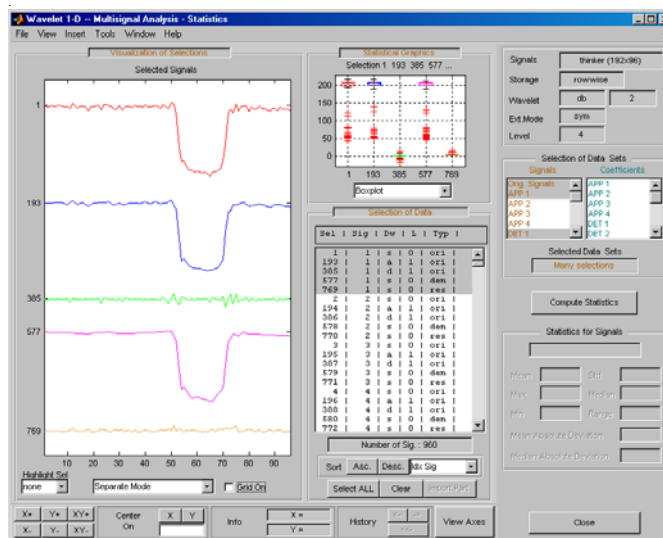 Wavelet 1-D -- Multisignal Analysis - Statistics
File View Insert Tools Window Help
Visualization of Selections
Selected Signals
1
193
385
577
769
10 20 30 40 50 60 70 80 90
Highlight Sel
none
Separate Mode
Grid On
Statistical Graphics
Selection 1 193 385 577 ...
200
150
100
50
0
1 193 385 577 769
Boxplot
Selection of Data
Sel | Sig | Dw | L | Typ |
1 | 1 | s | 0 | ori |
193 | 1 | a | 1 | ori |
385 | 1 | d | 1 | ori |
577 | 1 | s | 0 | den |
769 | 1 | s | 0 | res |
2 | 2 | s | 0 | ori |
194 | 2 | a | 1 | ori |
386 | 2 | d | 1 | ori |
578 | 2 | s | 0 | den |
770 | 2 | s | 0 | res |
3 | 3 | s | 0 | ori |
195 | 3 | a | 1 | ori |
387 | 3 | d | 1 | ori |
579 | 3 | s | 0 | den |
771 | 3 | s | 0 | res |
4 | 4 | s | 0 | ori |
196 | 4 | a | 1 | ori |
388 | 4 | d | 1 | ori |
580 | 4 | s | 0 | den |
772 | 4 | s | 0 | res |
Number of Sig. : 960
Sort Asc. Desc. Idx Sig
Select ALL Clear Import Part
Signals thinker (192x96)
Storage rowwise
Wavelet db 2
Ext.Mode sym
Level 4
Selection of Data Sets
Signals Coefficients
Orig. Signals APP 1
APP 1 APP 2
APP 2 APP 3
APP 3 APP 4
APP 4 DET 1
DET 1 DET 2
Selected Data Sets
Many selections
Compute Statistics
Statistics for Signals
Mean Std
Max Median
Min Range
Mean Absolute Deviation
Median Absolute Deviation
X+ Y+ XY+
X- Y- XY-
Center On X Y
Info X =
Y =
History
View Axes
Close